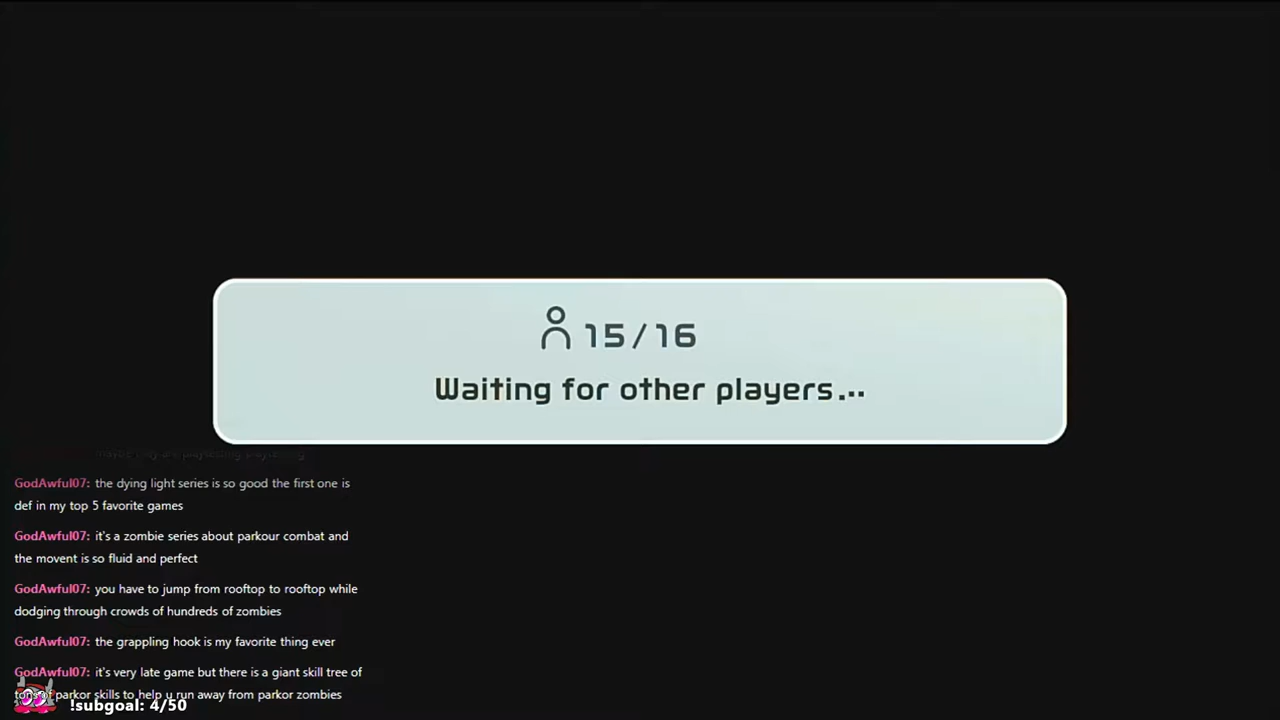 15/16
Waiting for other players...
GodAwful07: the dying light series is so good the first one is
def in my top 5 favorite games
GodAwful07: it's a zombie series about parkour combat and
the movent is so fluid and perfect
GodAwful07: you have to jump from rooftop to rooftop while
dodging through crowds of hundreds of zombies
GodAwful07: the grappling hook is my favorite thing ever
GodAwful07: it's very late game but there is a giant skill tree of
tons of parkor skills to help u run away from parkor zombies
!subgoal: 4/50